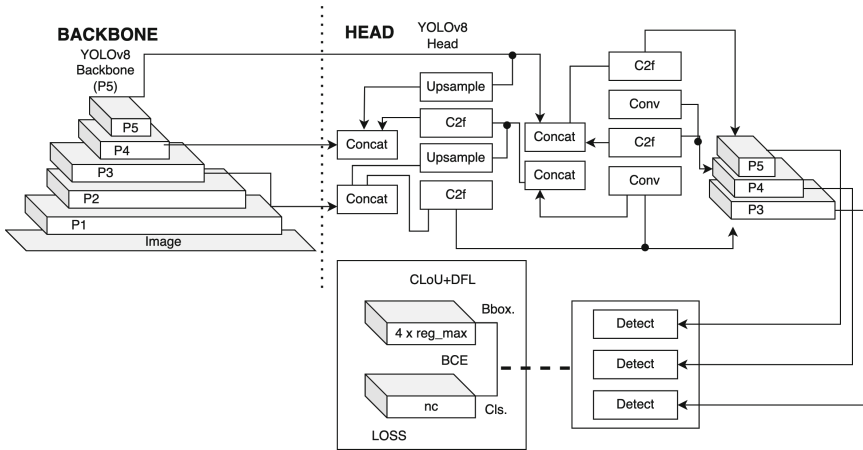 BACKBONE
YOLOv8
Backbone
(P5)
P5
P4
P3
P2
P1
Image
HEAD
YOLOv8
Head
Upsample
C2f
Concat
Upsample
Concat
C2f
Concat
Concat
C2f
Conv
C2f
Conv
P5
P4
P3
CLoU+DFL
Bbox.
4 x reg_max
BCE
nc
Cls.
LOSS
Detect
Detect
Detect